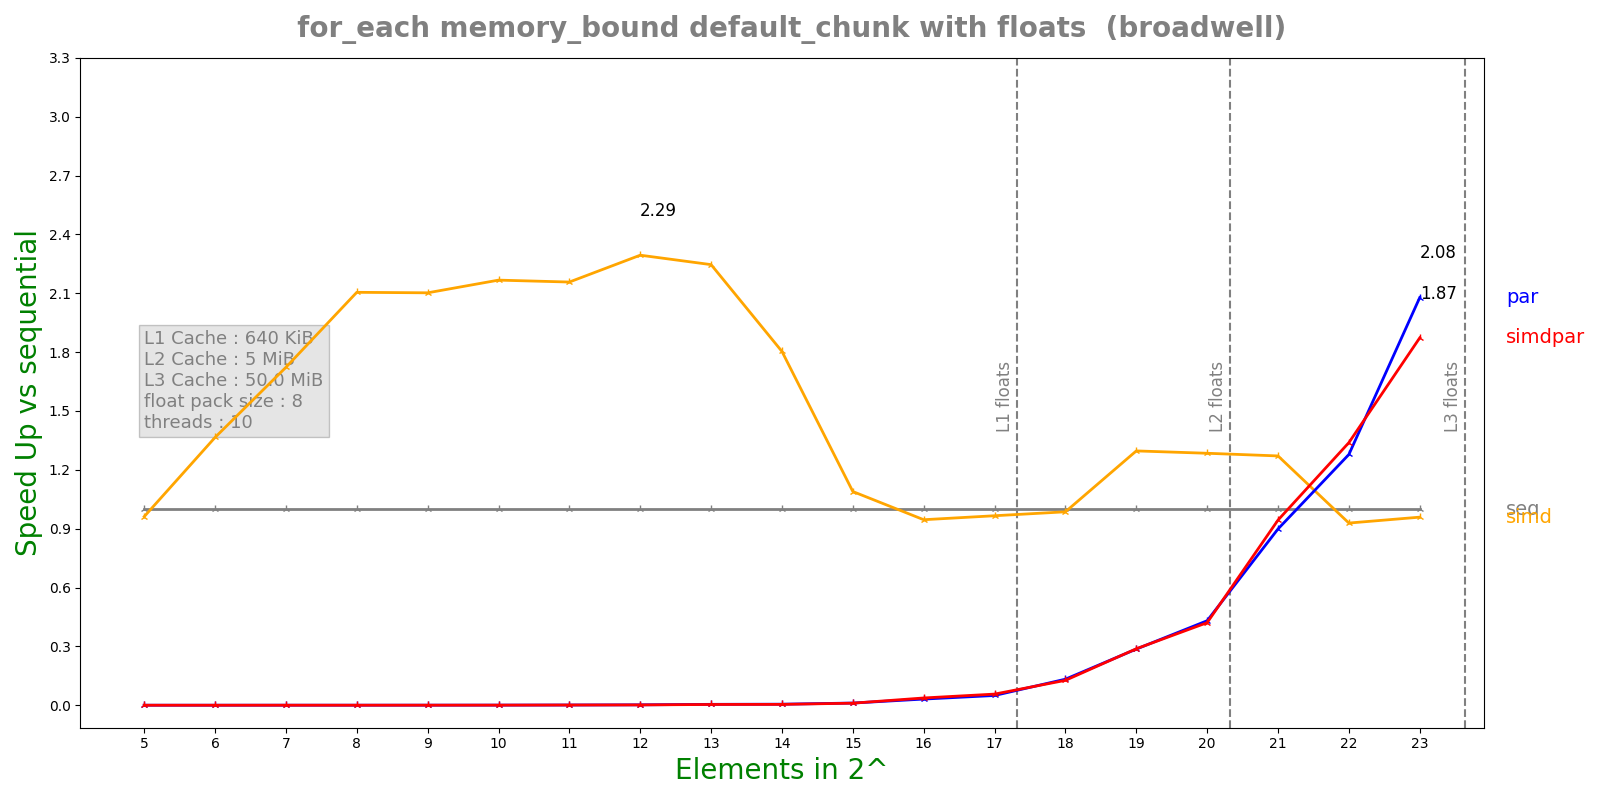 for_each memory_bound default_chunk with floats (broadwell)
Speed Up vs sequential
3.3
3.0
2.7
2.4
2.1
1.8
1.5
1.2
0.9
0.6
0.3
0.0
L1 Cache : 640 KiB
L2 Cache : 5 MiB
L3 Cache : 50.0 MiB
float pack size : 8
threads : 10
2.29
2.08
1.87
L1 floats
L2 floats
L3 floats
par
simdpar
seq
simd
5 6 7 8 9 10 11 12 13 14 15 16 17 18 19 20 21 22 23
Elements in 2^